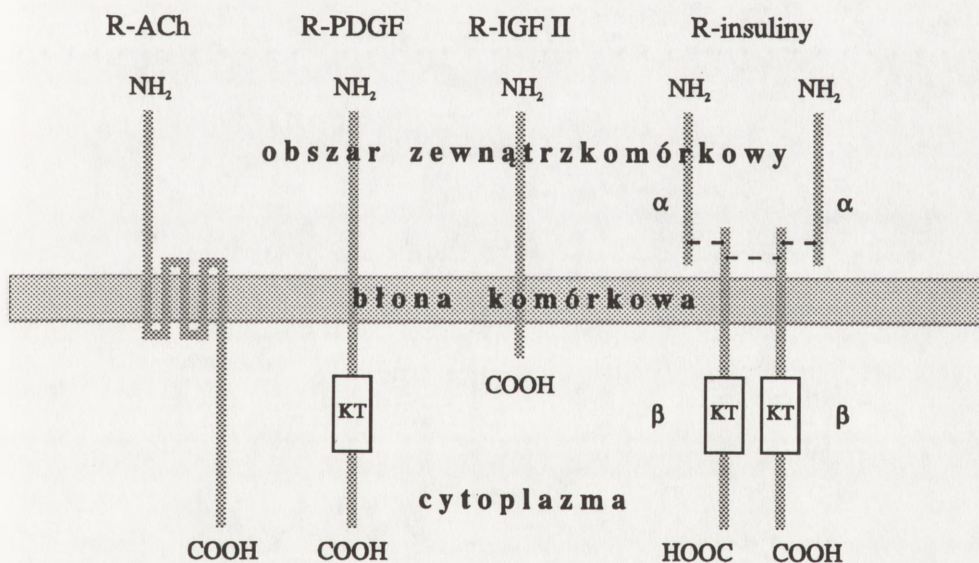 R-ACh R-PDGF R-IGF II R-insuliny
NH₂ NH₂ NH₂ NH₂ NH₂
obszar zewnątrzkomórkowy
α α
błona komórkowa
COOH
KT β KT KT β
cytoplazma
COOH COOH HOOC COOH